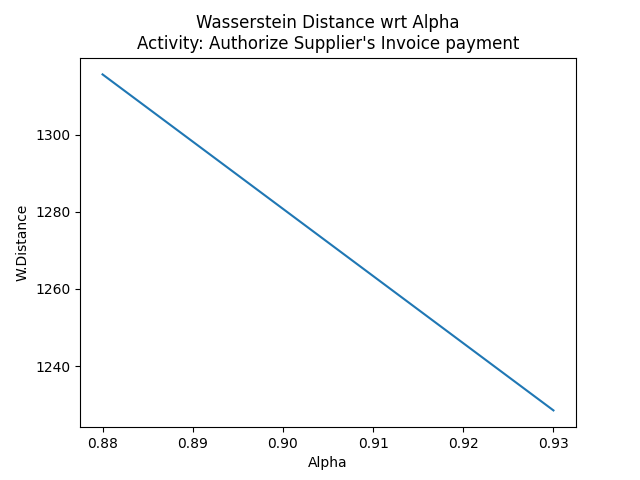 Wasserstein Distance wrt Alpha
Activity: Authorize Supplier's Invoice payment
W.Distance
1300
1280
1260
1240
0.88 0.89 0.90 0.91 0.92 0.93
Alpha